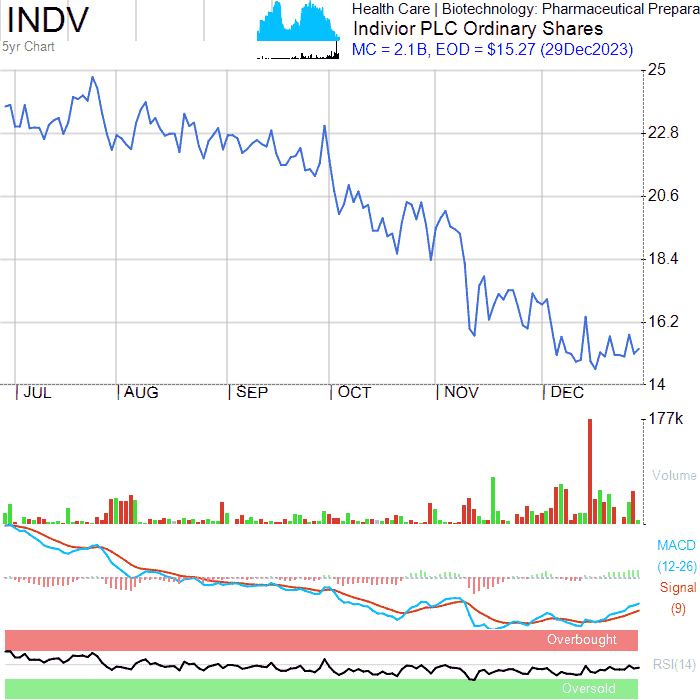 INDV
5yr Chart
Health Care | Biotechnology: Pharmaceutical Prepara
Indivior PLC Ordinary Shares
MC = 2.1B, EOD = $15.27 (29Dec2023)
25
22.8
20.6
18.4
16.2
14
JUL AUG SEP OCT NOV DEC
177k
Volume
MACD
(12-26)
Signal
(9)
Overbought
RSI(14)
Oversold